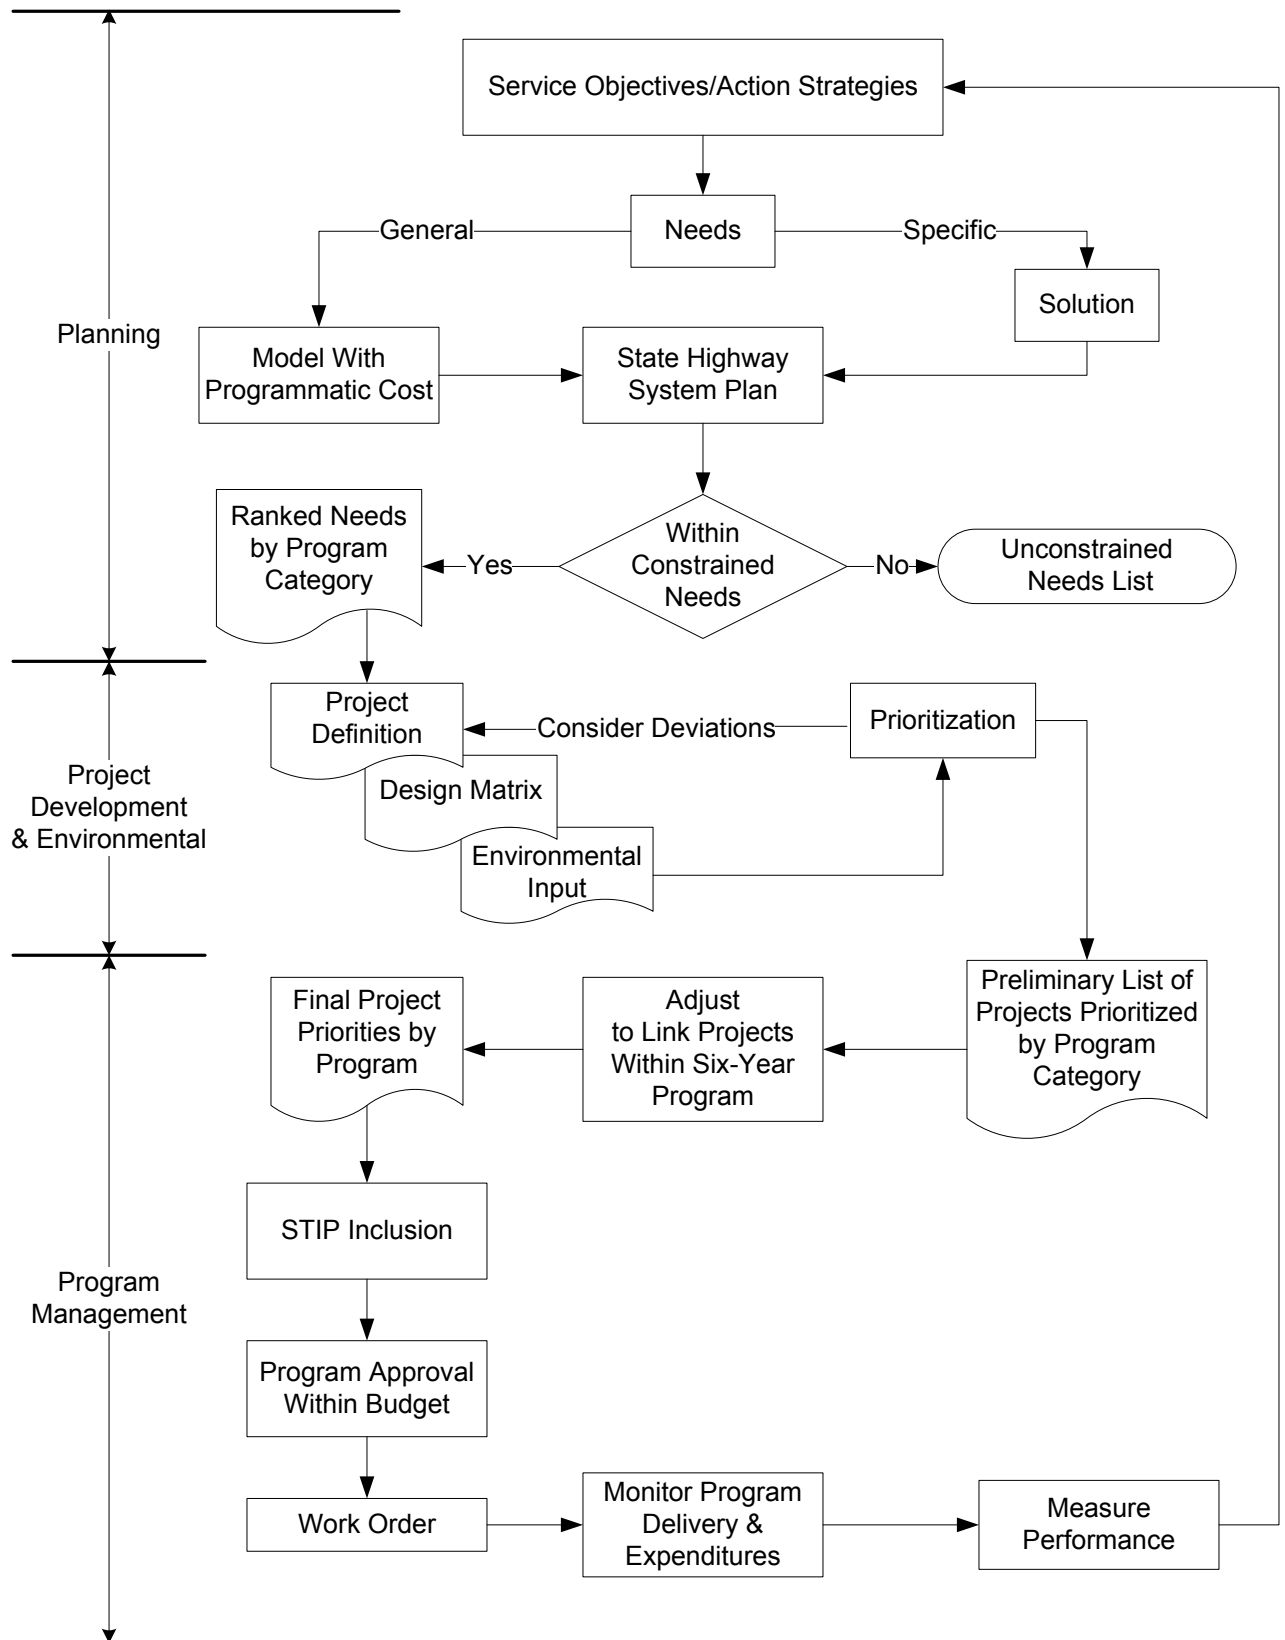 Service Objectives/Action Strategies
General
Needs
Specific
Solution
Planning
Model With
Programmatic Cost
State Highway
System Plan
Ranked Needs
by Program
Category
Yes
Within
Constrained
Needs
No
Unconstrained
Needs List
Project
Definition
Consider Deviations
Prioritization
Project
Development
& Environmental
Design Matrix
Environmental
Input
Final Project
Priorities by
Program
Adjust
to Link Projects
Within Six-Year
Program
Preliminary List of
Projects Prioritized
by Program
Category
STIP Inclusion
Program
Management
Program Approval
Within Budget
Work Order
Monitor Program
Delivery &
Expenditures
Measure
Performance